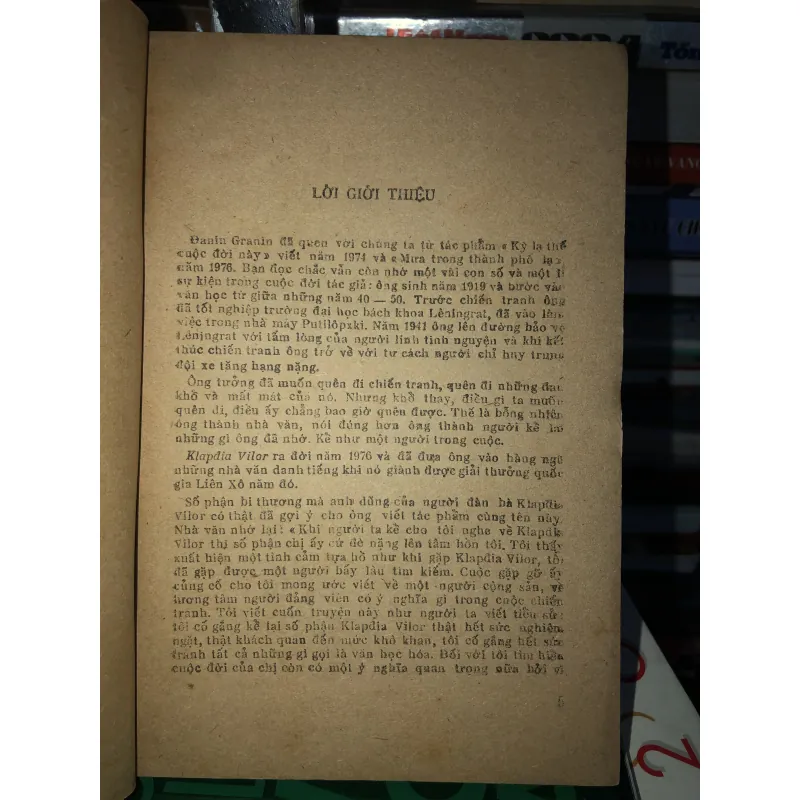 2024
Tổn
LỜI GIỚI THIỆU
Đanin Granin đã quen với chúng ta từ tác phẩm «Kỳ lạ thế
cuộc đời này» viết năm 1974 và «Mưa trong thành phố lạ»
năm 1976. Bạn đọc chắc vẫn còn nhớ một vài con số và một
sự kiện trong cuộc đời tác giả: ông sinh năm 1919 và bước vào
văn học từ giữa những năm 40 — 50. Trước chiến tranh ông
đã tốt nghiệp trường đại học bách khoa Lêningrat, đã vào làm
việc trong nhà máy Putilôpzki. Năm 1941 ông lên đường bảo vệ
Lêningrat với tấm lòng của người lính tình nguyện và khi kết
thúc chiến tranh ông trở về với tư cách người chỉ huy trung
đội xe tăng hạng nặng.
Ông tưởng đã muốn quên đi chiến tranh, quên đi những đau
khổ và mất mát của nó. Nhưng khổ thay, điều gì ta muốn
quên đi, điều ấy chẳng bao giờ quên được. Thế là bỗng nhiên
ông thành nhà văn, nói đúng hơn ông thành người kể lại
những gì ông đã nhớ. Kể như một người trong cuộc.
Klapđia Vilor ra đời năm 1976 và đã đưa ông vào hàng ngũ
những nhà văn danh tiếng khi nó giành được giải thưởng quốc
gia Liên Xô năm đó.
Số phận bi thương mà anh dũng của người đàn bà Klapđia
Vilor có thật đã gợi ý cho ông viết tác phẩm cùng tên này.
Nhà văn nhớ lại: «Khi người ta kể cho tôi nghe về Klapđia
Vilor thì số phận chị ấy cứ đè nặng lên tâm hồn tôi. Tôi thấy
xuất hiện một tình cảm tựa hồ như khi gặp Klapđia Vilor, tôi
đã gặp được một người bấy lâu tìm kiếm. Cuộc gặp gỡ ấy
củng cố cho tôi mong ước viết về một người cộng sản, về
lương tâm người đảng viên có ý nghĩa gì trong cuộc chiến
tranh. Tôi viết cuốn truyện này như người ta viết tiểu sử:
tôi cố gắng kể lại số phận Klapđia Vilor thật hết sức nghiêm
ngặt, thật khách quan đến mức khô khan, tôi cố gắng hết sức
tránh tất cả những gì gọi là văn học hóa. Đối với tôi tìm hiểu
cuộc đời của chị còn có một ý nghĩa quan trọng nữa bởi vì
5
2